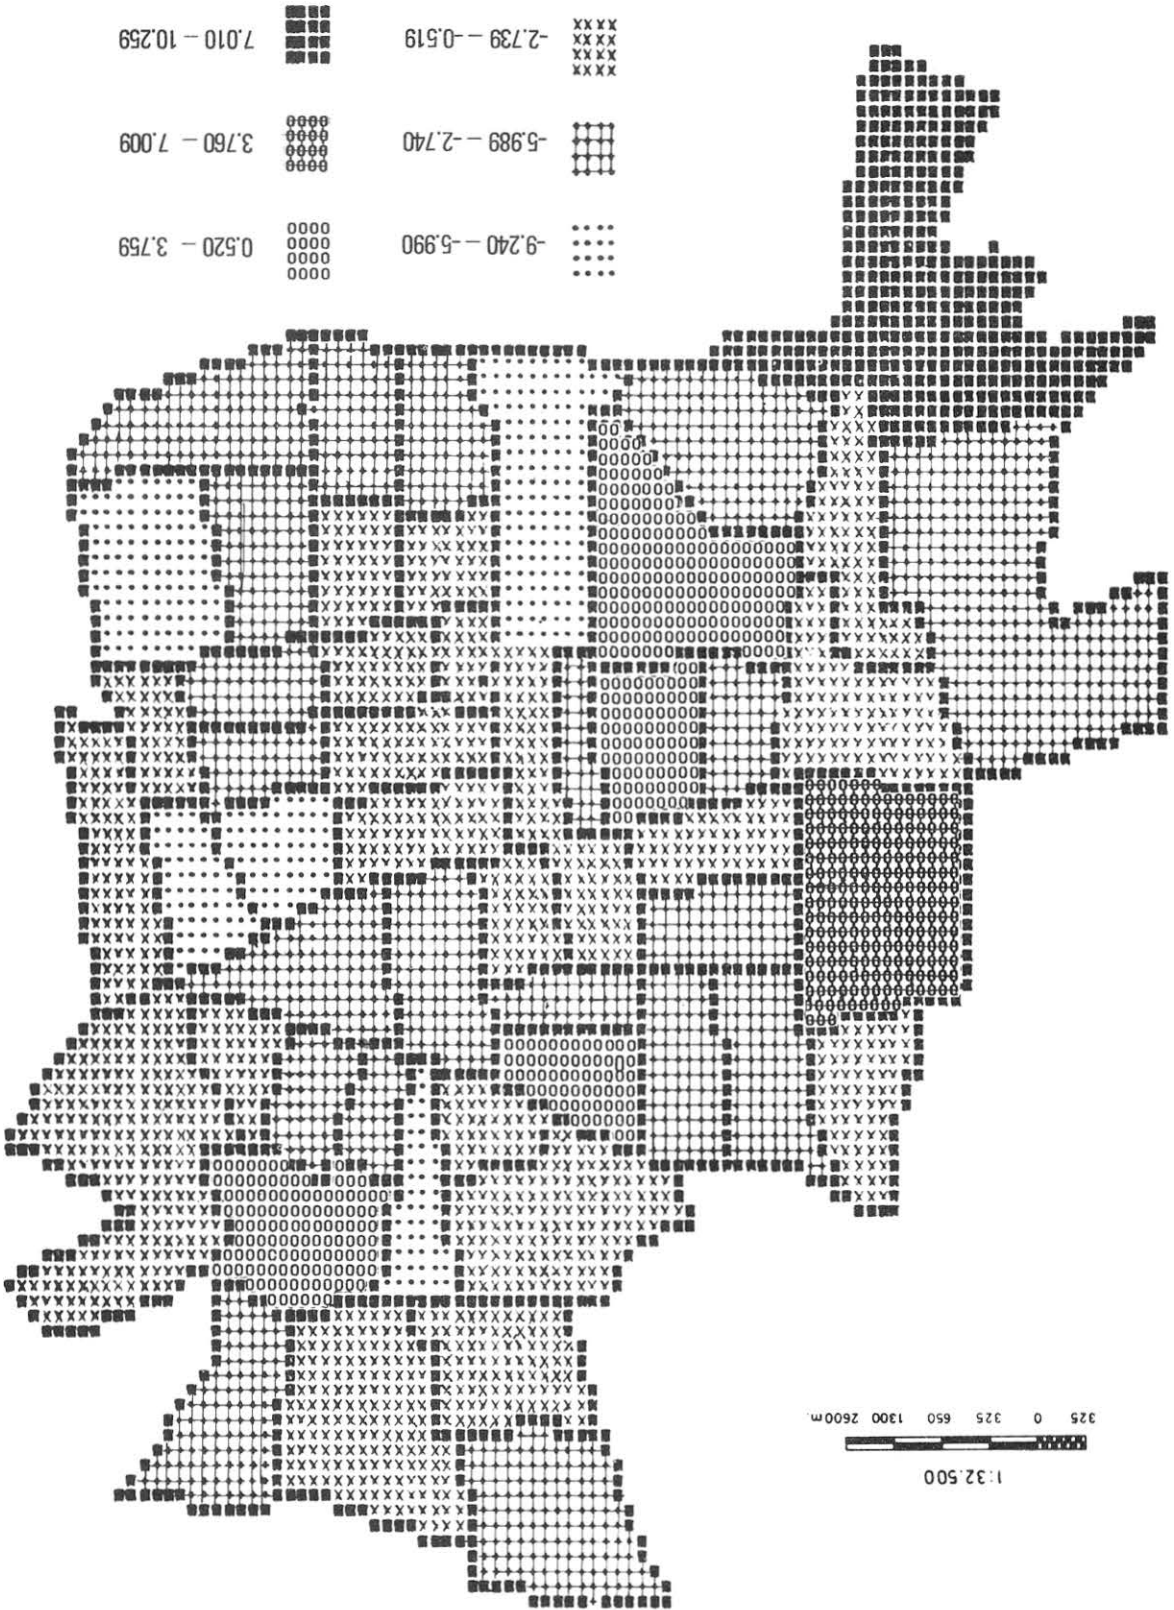 1:32.500
325 0 325 650 1300 2600 m.
-9.240 — -5.990
-5.989 — -2.740
-2.739 — -0.519
0.520 — 3.759
3.760 — 7.009
7.010 — 10.259